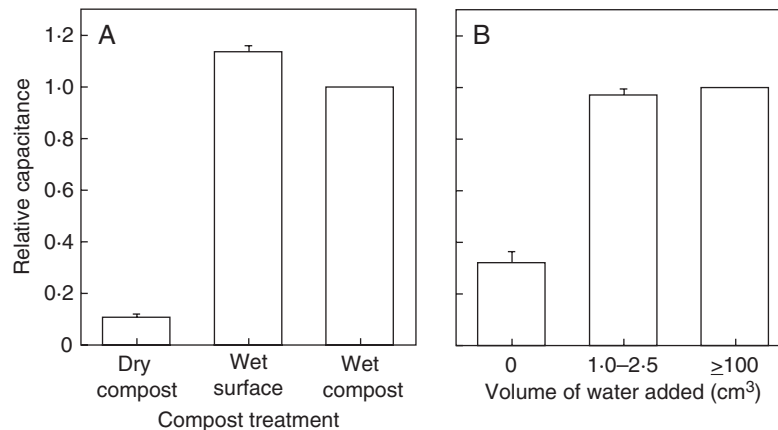 A
B
Relative capacitance
1·2
1·0
0·8
0·6
0·4
0·2
0
Dry compost
Wet surface
Wet compost
Compost treatment
0
1·0–2·5
≥100
Volume of water added (cm³)